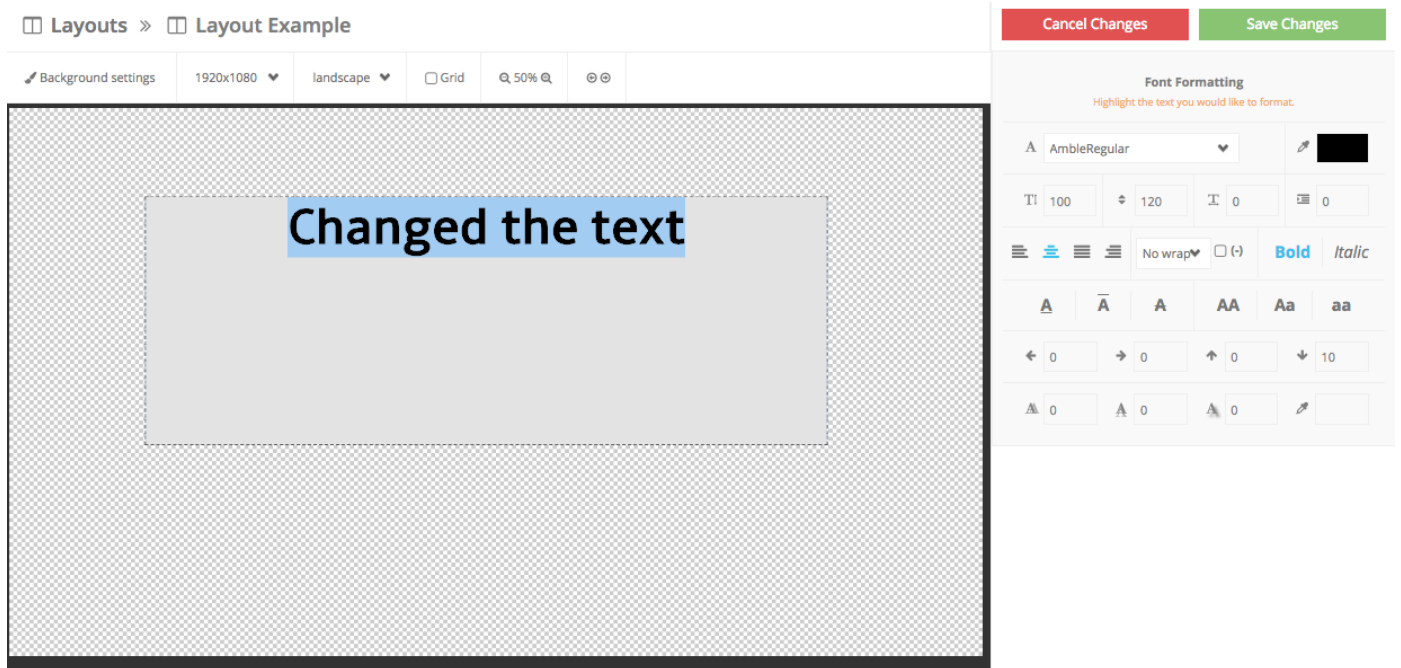 Layouts » Layout Example
Cancel Changes
Save Changes
Background settings
1920x1080
landscape
Grid
50%
Font Formatting
Highlight the text you would like to format.
A AmbleRegular
TI 100
120
T 0
0
No wrap
(-)
Bold
Italic
A A A AA Aa aa
0 0 0 10
A 0 A 0 A 0
Changed the text